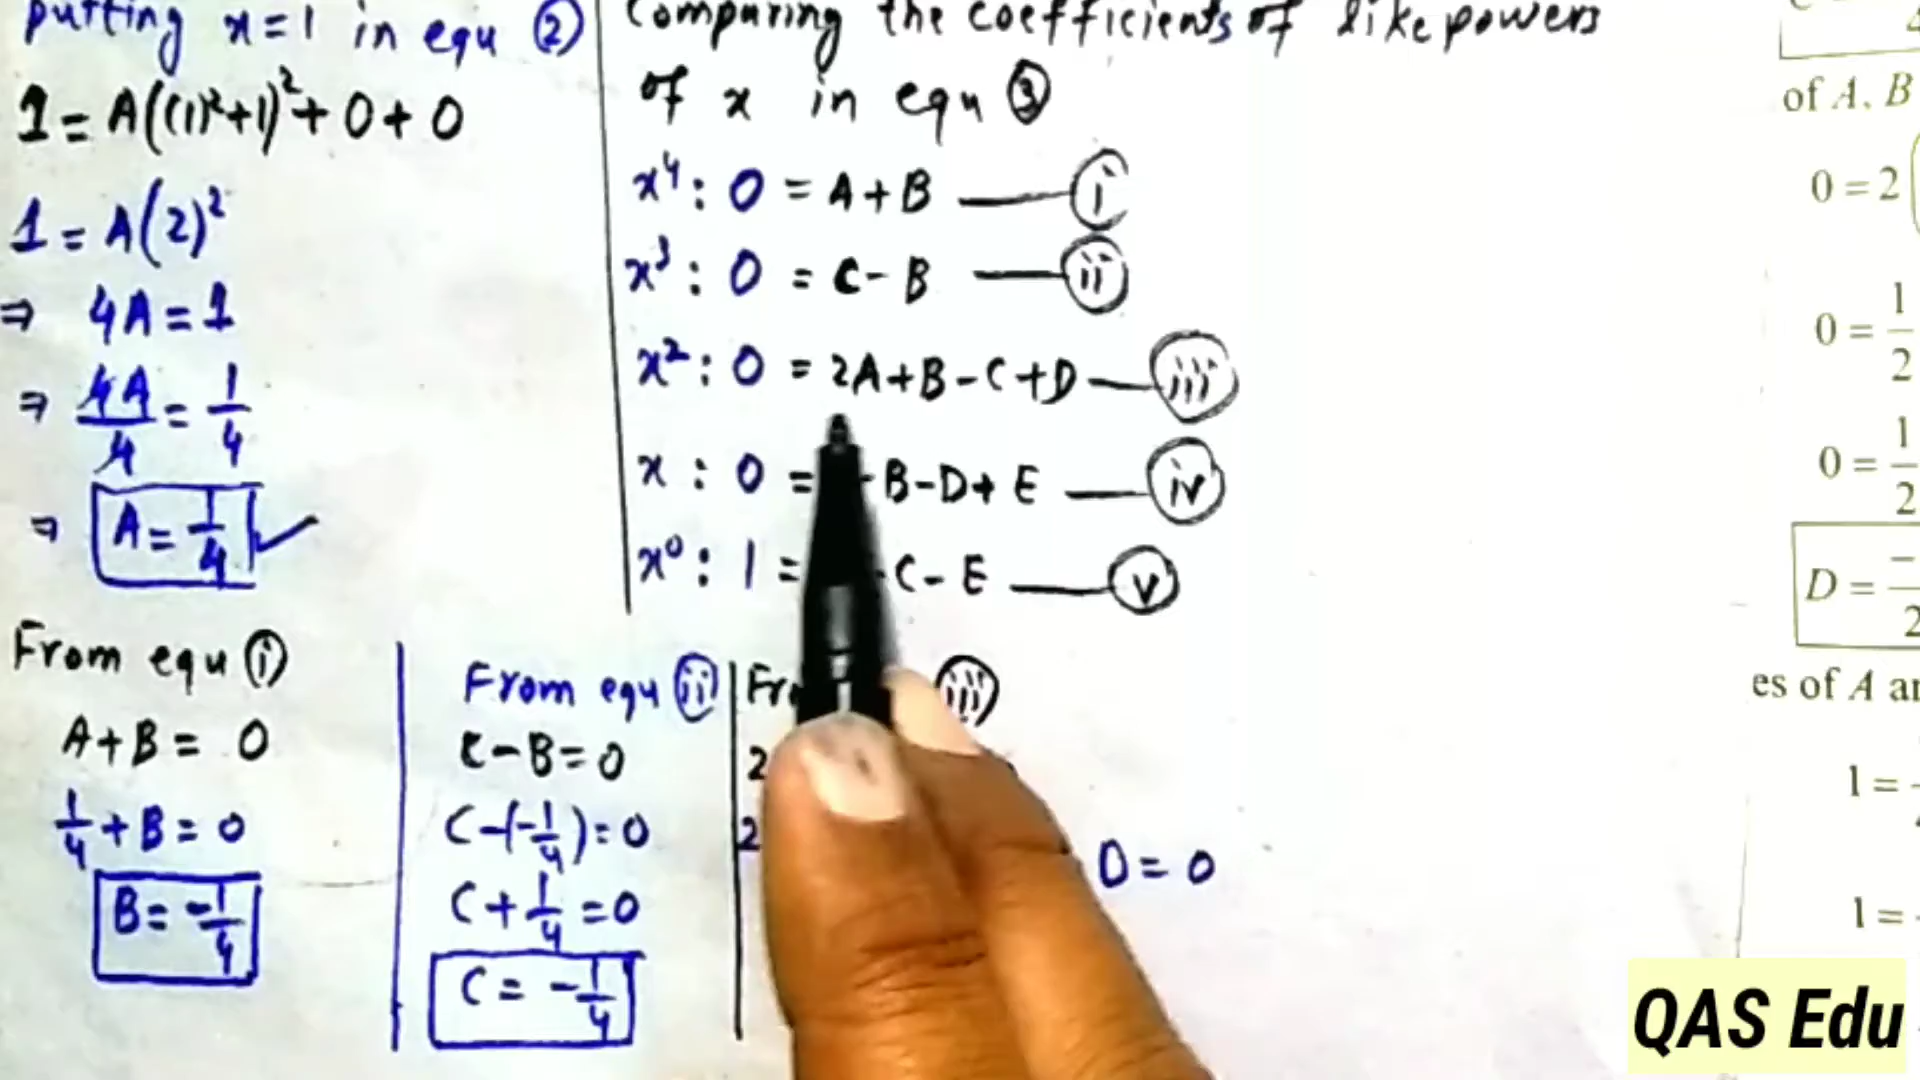 putting x=1 in equ ②
1 = A((1)²+1)² + 0 + 0
1 = A(2)²
⇒ 4A = 1
⇒ 4A/4 = 1/4
⇒ A = 1/4 ✓
Comparing the coefficients of like powers
of x in equ ③
x⁴ : 0 = A + B — (i)
x³ : 0 = C - B — (ii)
x² : 0 = 2A + B - C + D — (iii)
x : 0 = - B - D + E — (iv)
x⁰ : 1 = - C - E — (v)
From equ (i)
A + B = 0
1/4 + B = 0
B = -1/4
From equ (ii)
C - B = 0
C - (-1/4) = 0
C + 1/4 = 0
C = -1/4
(iii)
2
2 D = 0
of A, B
0 = 2
0 = 1/2
0 = 1/2
D = -/2
es of A
1 =
1 =
QAS Edu